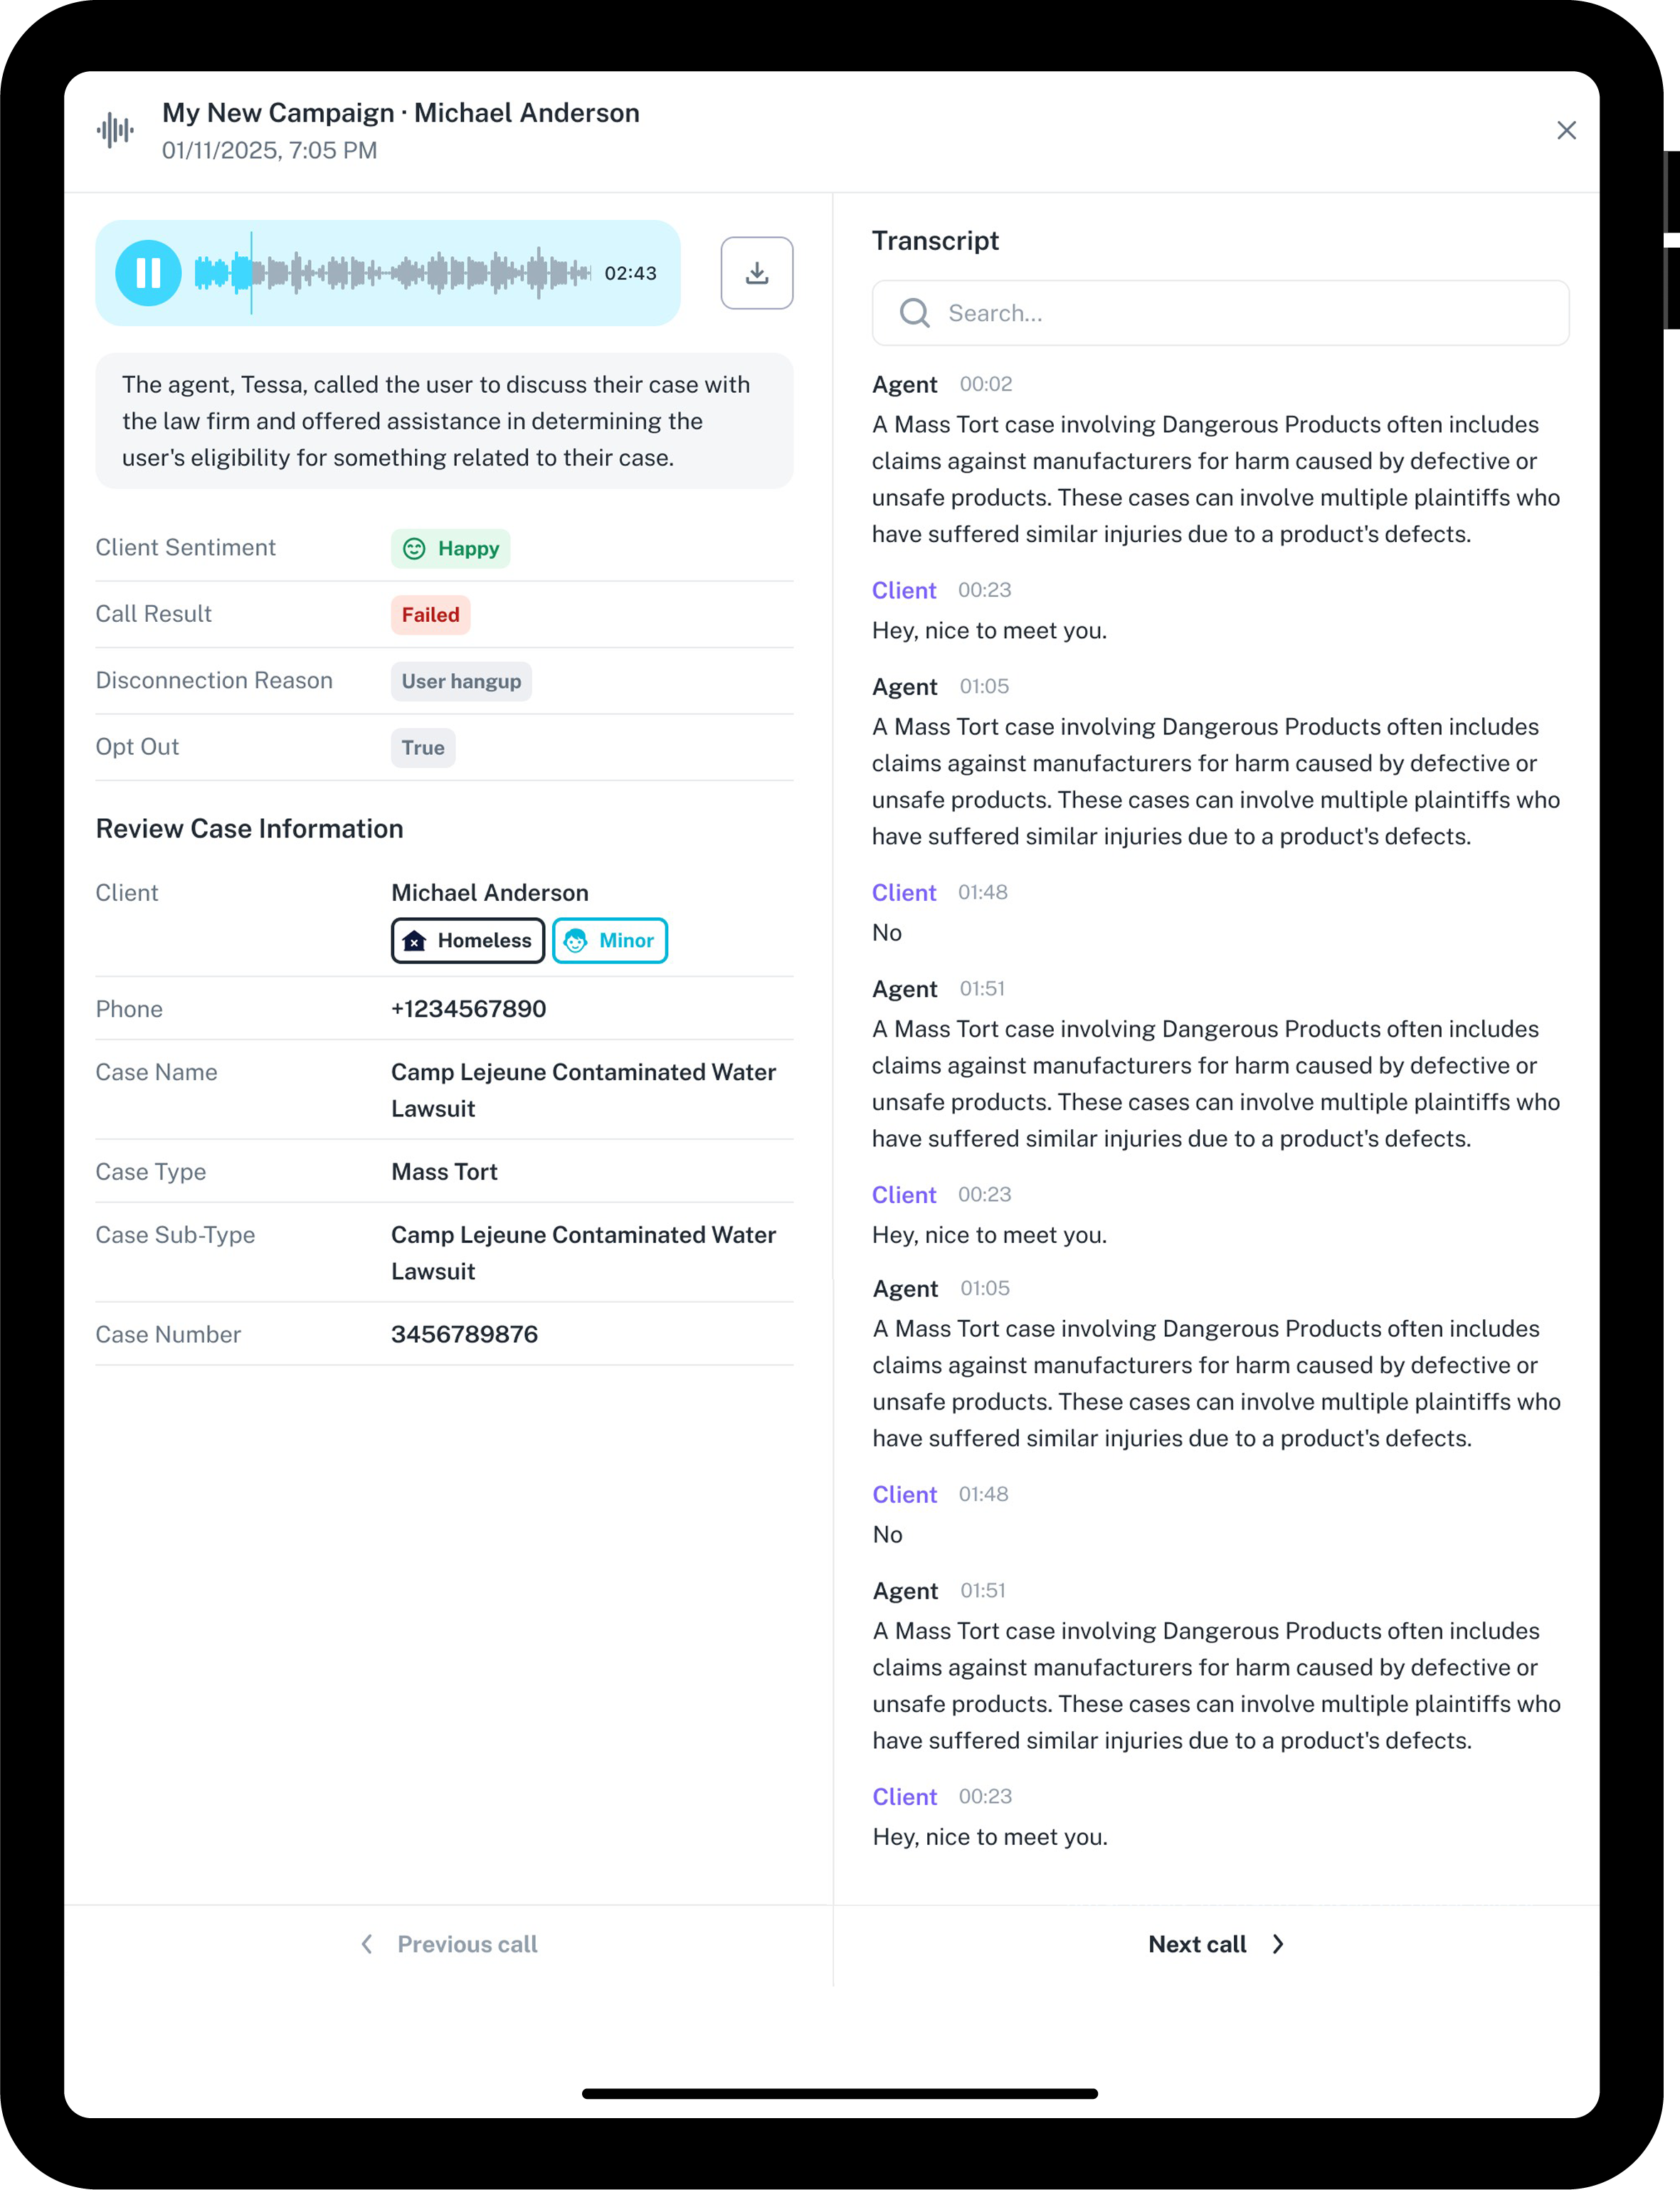 My New Campaign · Michael Anderson
01/11/2025, 7:05 PM
02:43
The agent, Tessa, called the user to discuss their case with
the law firm and offered assistance in determining the
user's eligibility for something related to their case.
Client Sentiment
Happy
Call Result
Failed
Disconnection Reason
User hangup
Opt Out
True
Review Case Information
Client
Michael Anderson
Homeless
Minor
Phone
+1234567890
Case Name
Camp Lejeune Contaminated Water
Lawsuit
Case Type
Mass Tort
Case Sub-Type
Camp Lejeune Contaminated Water
Lawsuit
Case Number
3456789876
Transcript
Search...
Agent 00:02
A Mass Tort case involving Dangerous Products often includes
claims against manufacturers for harm caused by defective or
unsafe products. These cases can involve multiple plaintiffs who
have suffered similar injuries due to a product's defects.
Client 00:23
Hey, nice to meet you.
Agent 01:05
A Mass Tort case involving Dangerous Products often includes
claims against manufacturers for harm caused by defective or
unsafe products. These cases can involve multiple plaintiffs who
have suffered similar injuries due to a product's defects.
Client 01:48
No
Agent 01:51
A Mass Tort case involving Dangerous Products often includes
claims against manufacturers for harm caused by defective or
unsafe products. These cases can involve multiple plaintiffs who
have suffered similar injuries due to a product's defects.
Client 00:23
Hey, nice to meet you.
Agent 01:05
A Mass Tort case involving Dangerous Products often includes
claims against manufacturers for harm caused by defective or
unsafe products. These cases can involve multiple plaintiffs who
have suffered similar injuries due to a product's defects.
Client 01:48
No
Agent 01:51
A Mass Tort case involving Dangerous Products often includes
claims against manufacturers for harm caused by defective or
unsafe products. These cases can involve multiple plaintiffs who
have suffered similar injuries due to a product's defects.
Client 00:23
Hey, nice to meet you.
Previous call
Next call